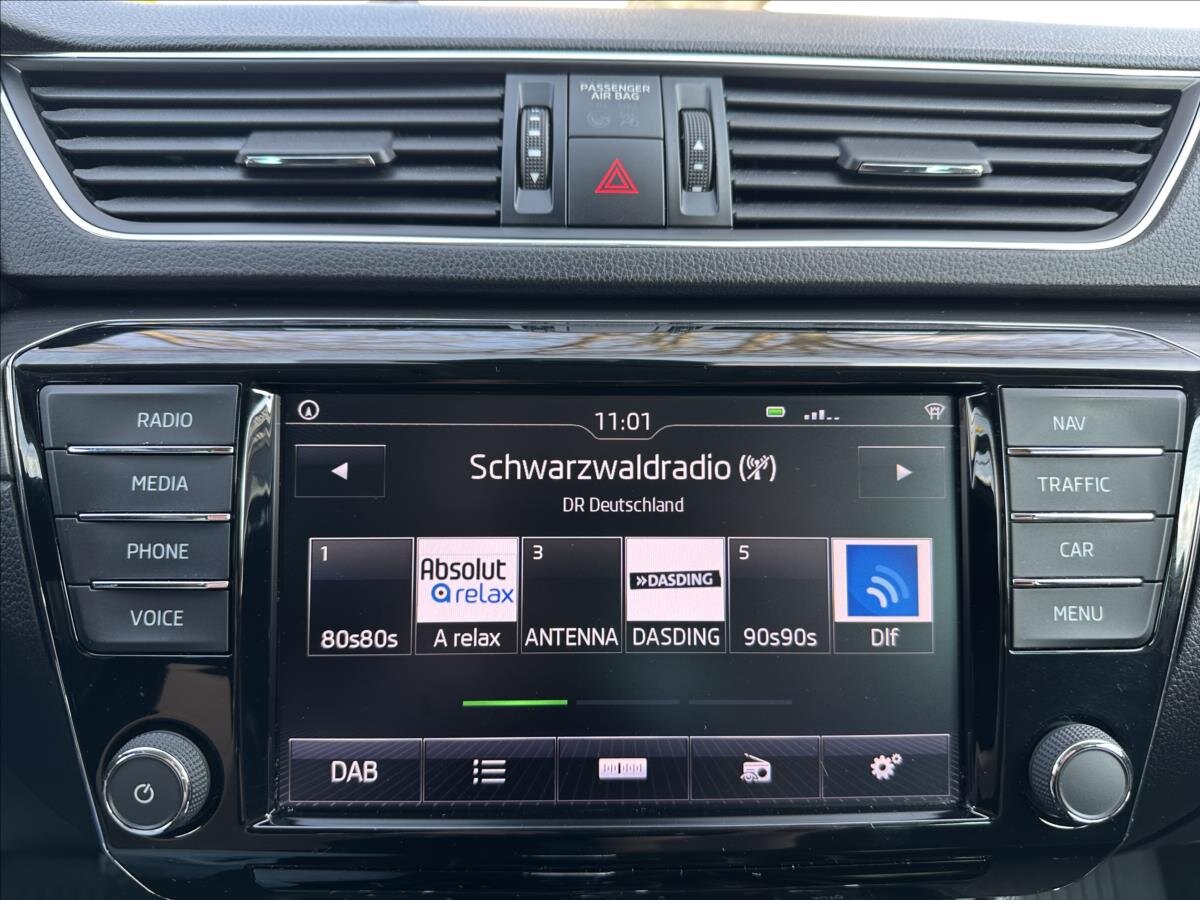 PASSENGER
AIR BAG
RADIO
MEDIA
PHONE
VOICE
11:01
Schwarzwaldradio
DR Deutschland
1
Absolut
relax
3
»DASDING
5
80s80s
A relax
ANTENNA
DASDING
90s90s
Dlf
DAB
NAV
TRAFFIC
CAR
MENU